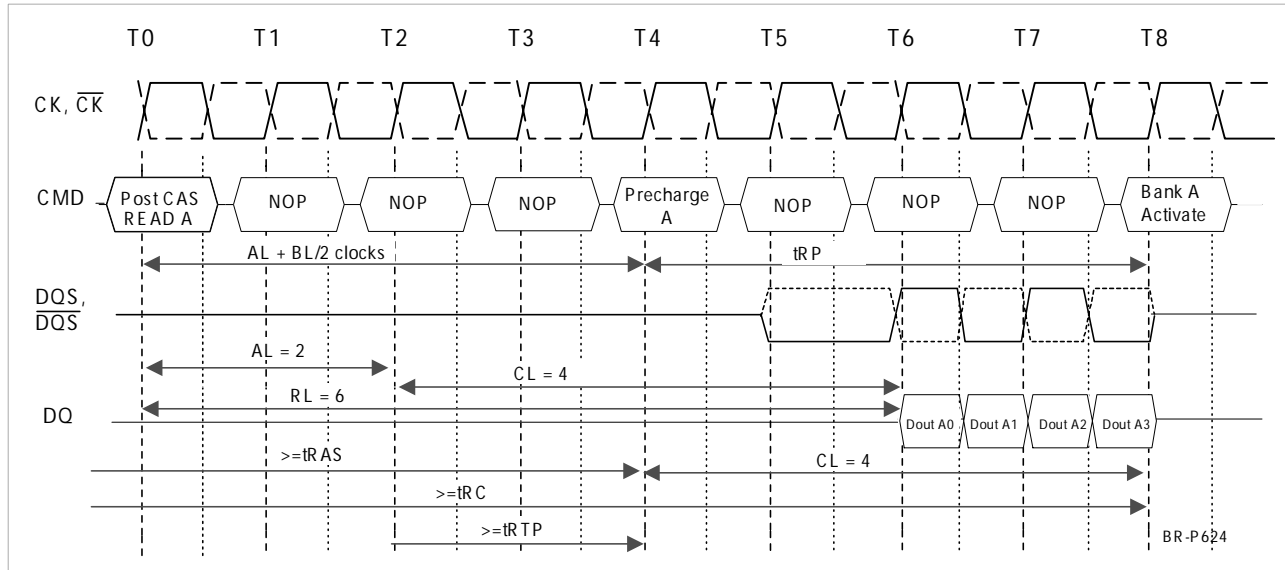 T0 T1 T2 T3 T4 T5 T6 T7 T8
CK, CK
CMD
Post CAS
READ A
NOP
NOP
NOP
Precharge
A
NOP
NOP
NOP
Bank A
Activate
AL + BL/2 clocks
tRP
DQS,
DQS
AL = 2
CL = 4
RL = 6
DQ
Dout A0
Dout A1
Dout A2
Dout A3
>=tRAS
CL = 4
>=tRC
>=tRTP
BR-P624